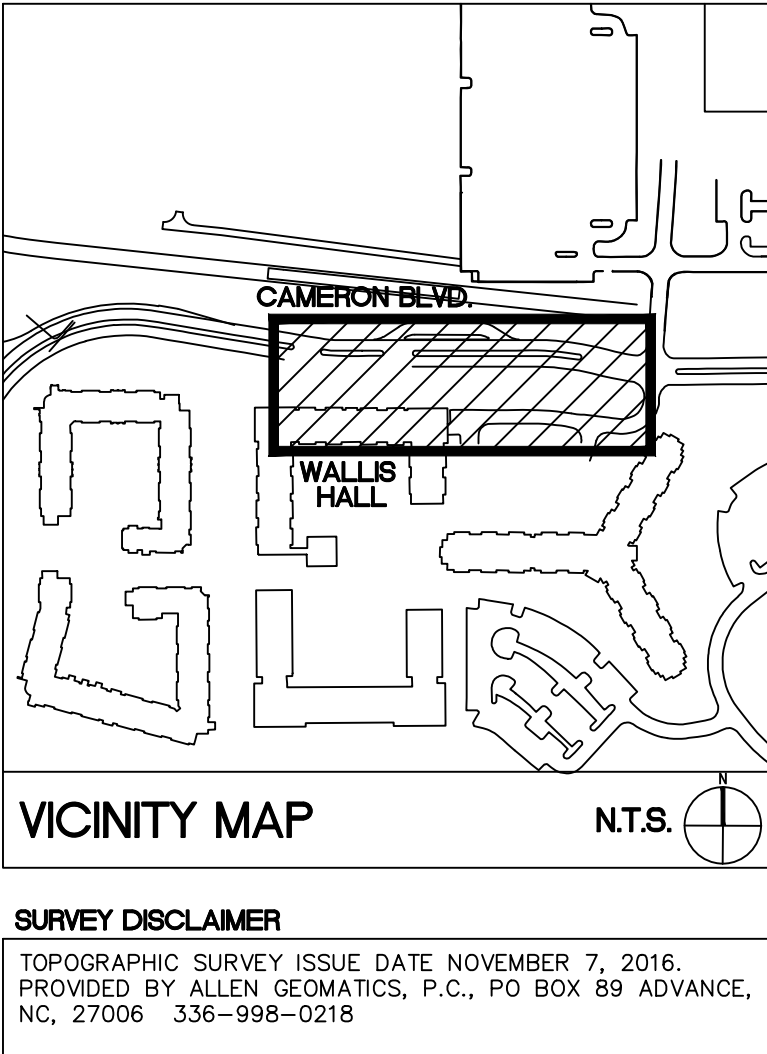 CAMERON BLVD.
WALLIS
HALL
VICINITY MAP
N.T.S.
N
SURVEY DISCLAIMER
TOPOGRAPHIC SURVEY ISSUE DATE NOVEMBER 7, 2016.
PROVIDED BY ALLEN GEOMATICS, P.C., PO BOX 89 ADVANCE,
NC, 27006 336-998-0218